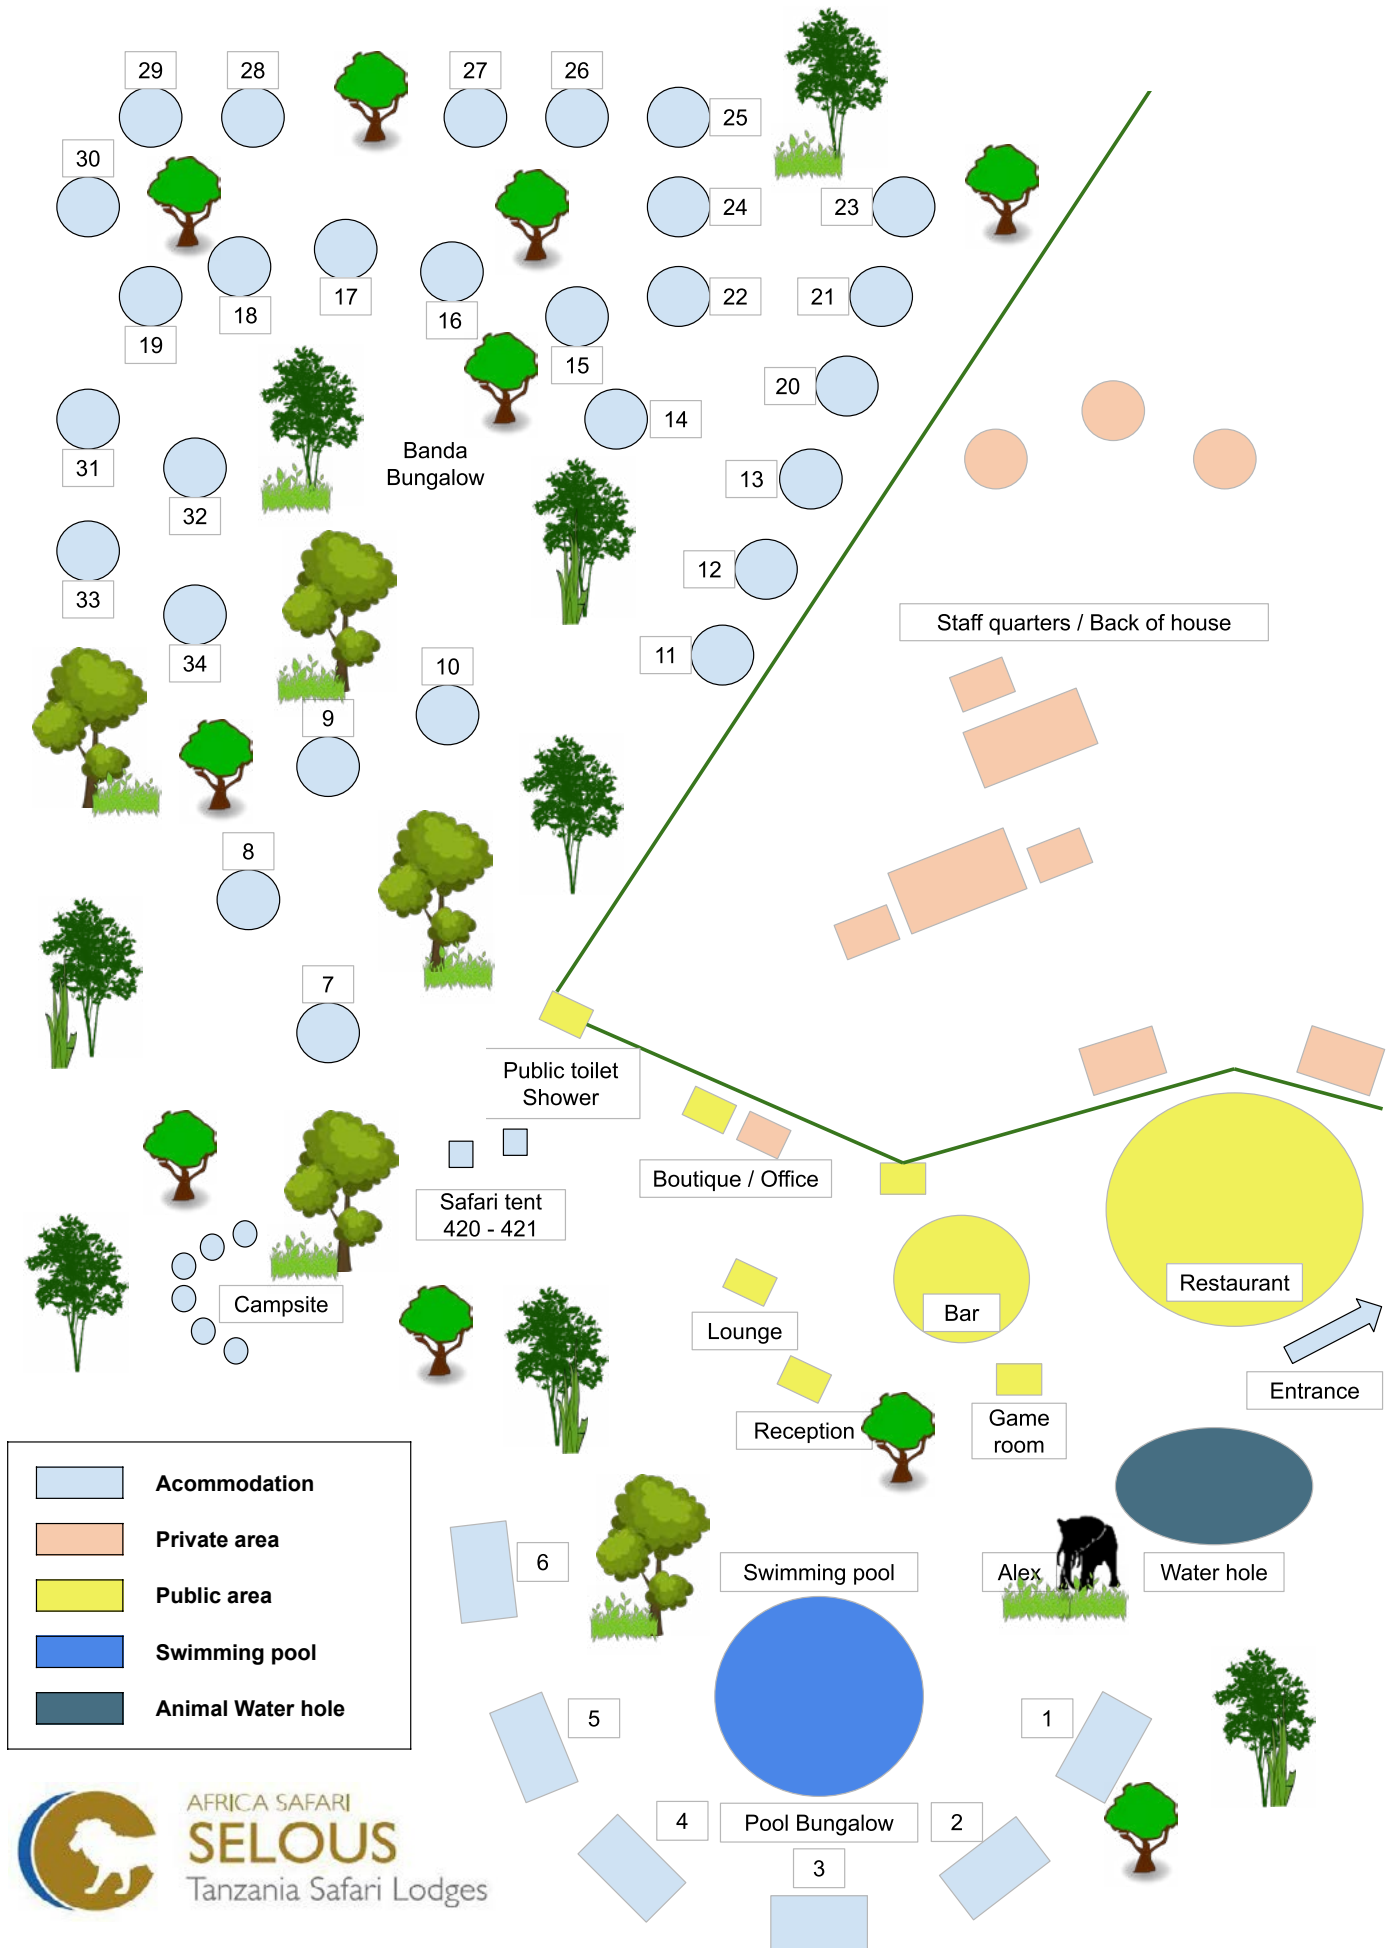 29
28
27
26
25
30
24
23
22
21
17
18
16
19
15
20
14
Banda
Bungalow
31
13
32
12
33
Staff quarters / Back of house
11
34
10
9
8
7
Public toilet
Shower
Boutique / Office
Safari tent
420 - 421
Restaurant
Campsite
Bar
Lounge
Entrance
Game
room
Reception
Acommodation
Private area
Public area
Swimming pool
Animal Water hole
6
Swimming pool
Alex
Water hole
5
1
4
Pool Bungalow
2
3
AFRICA SAFARI
SELOUS
Tanzania Safari Lodges